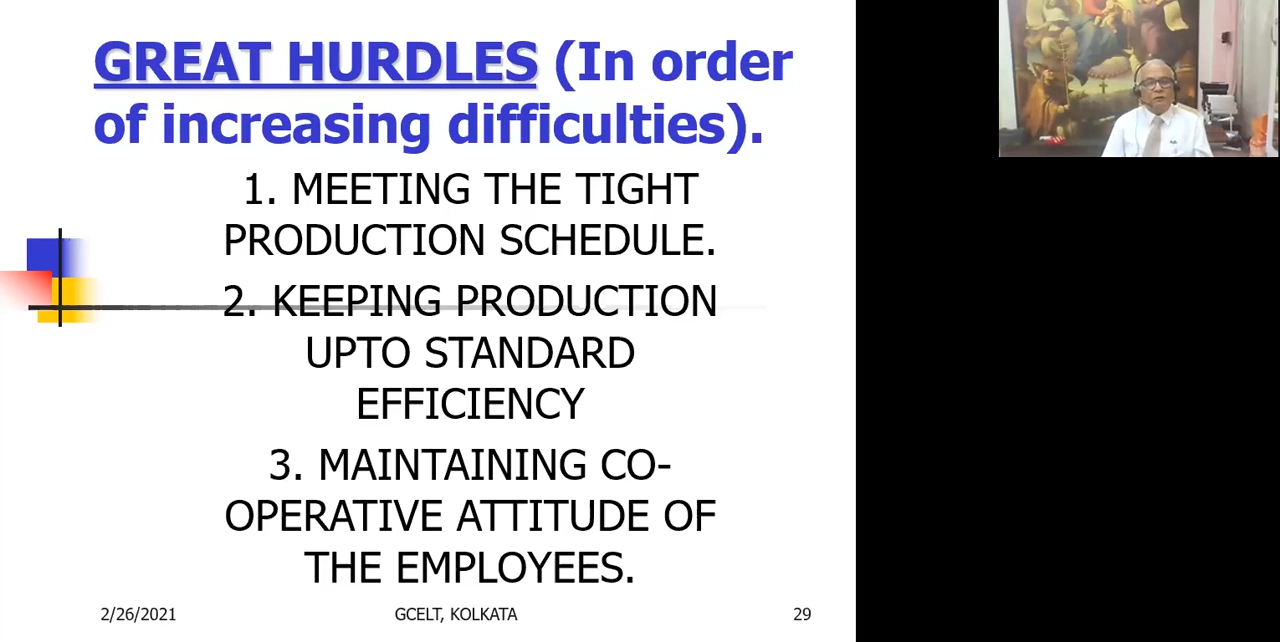 GREAT HURDLES (In order
of increasing difficulties).
1. MEETING THE TIGHT
PRODUCTION SCHEDULE.
2. KEEPING PRODUCTION
UPTO STANDARD
EFFICIENCY
3. MAINTAINING CO-
OPERATIVE ATTITUDE OF
THE EMPLOYEES.
2/26/2021 GCELT, KOLKATA 29